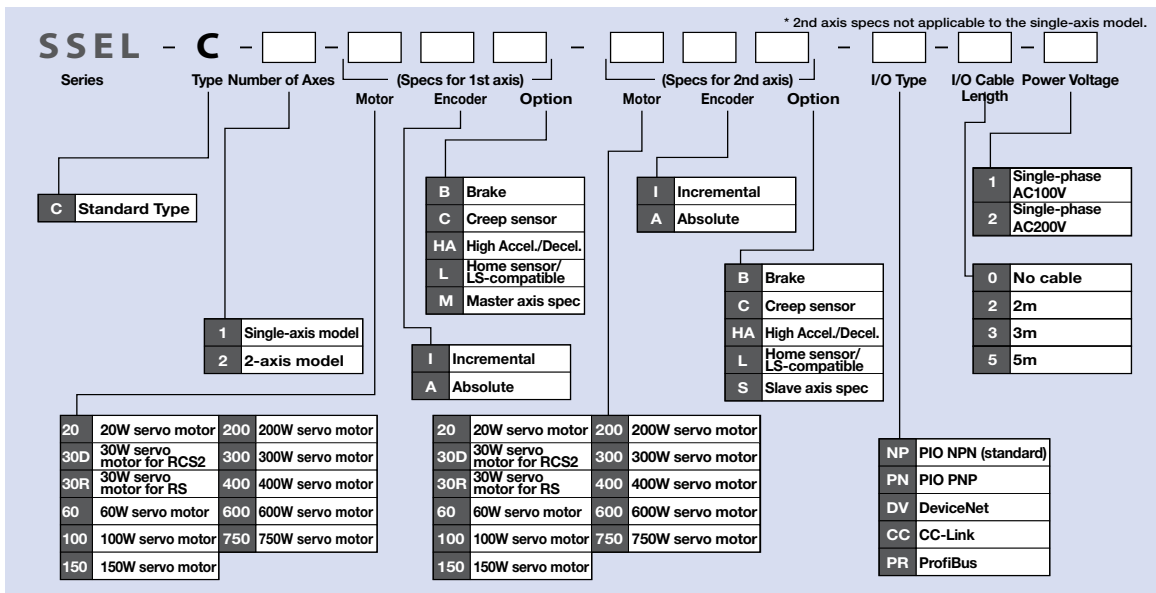 * 2nd axis specs not applicable to the single-axis model.
SSEL – C – – – – –
Series
Type
Number of Axes
(Specs for 1st axis)
Motor
Encoder
Option
(Specs for 2nd axis)
Motor
Encoder
Option
I/O Type
I/O Cable
Length
Power Voltage
C Standard Type
1 Single-axis model
2 2-axis model
20 20W servo motor
30D 30W servo
motor for RCS2
30R 30W servo
motor for RS
60 60W servo motor
100 100W servo motor
150 150W servo motor
200 200W servo motor
300 300W servo motor
400 400W servo motor
600 600W servo motor
750 750W servo motor
I Incremental
A Absolute
B Brake
C Creep sensor
HA High Accel./Decel.
L Home sensor/
LS-compatible
M Master axis spec
20 20W servo motor
30D 30W servo
motor for RCS2
30R 30W servo
motor for RS
60 60W servo motor
100 100W servo motor
150 150W servo motor
200 200W servo motor
300 300W servo motor
400 400W servo motor
600 600W servo motor
750 750W servo motor
I Incremental
A Absolute
B Brake
C Creep sensor
HA High Accel./Decel.
L Home sensor/
LS-compatible
S Slave axis spec
NP PIO NPN (standard)
PN PIO PNP
DV DeviceNet
CC CC-Link
PR ProfiBus
0 No cable
2 2m
3 3m
5 5m
1 Single-phase
AC100V
2 Single-phase
AC200V